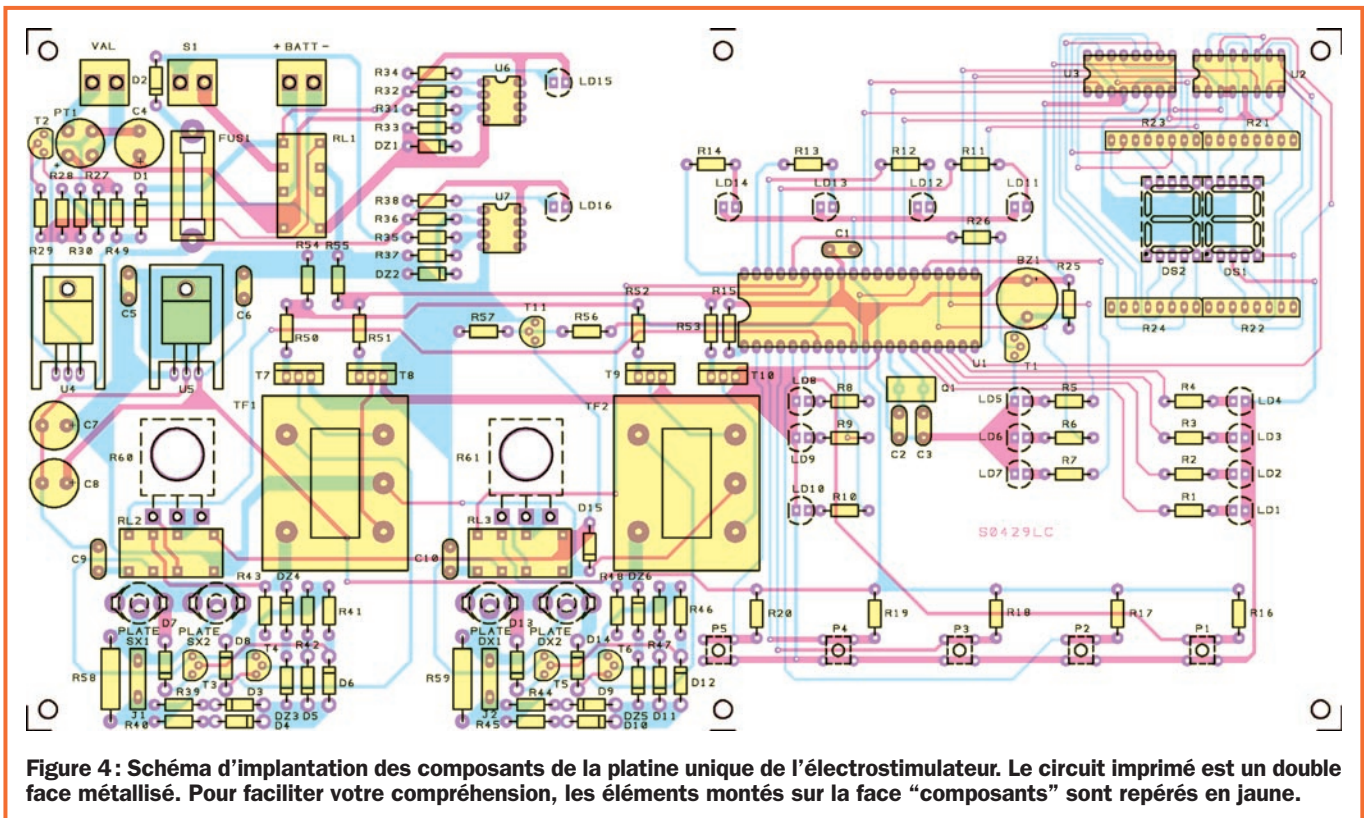 VAL S1 + BATT -
D2
R34 U6 LD15
R32
R31
R33
DZ1
T2 PT1 C4 FUS1 RL1
R28 R27 D1
R29 R30 R49
R38 U7 LD16
R36
R35
R37
DZ2
R54 R55
C5 C6
U4 U5
R50 R51
R57 T11 R56
R52 R53 R15
T7 T8 T9 T10
TF1 TF2
C7
C8
R60 R61
RL2 RL3 D15
C9 C10
R43 DZ4 R41
R48 DZ6 R46
PLATE SX1 D7 PLATE SX2
D8 T4 R42
PLATE DX1 D13 PLATE DX2
D14 T6 R47
R58 J1 T3 R39 D3 D6
R40 D4 DZ3 D5
R59 J2 T5 R44 D9 D12
R45 D10 DZ5 D11
U3 U2
R23 R21
R14 R13 R12 R11
LD14 LD13 LD12 LD11
R26
C1
DS2 DS1
BZ1 R25
R24 R22
U1 T1
LD8 R8 Q1 LD5 R5 R4 LD4
R9 LD6 R6 R3 LD3
LD9 C2 C3 LD7 R7 R2 LD2
LD10 R10 R1 LD1
S0429LC
R20 R19 R18 R17 R16
P5 P4 P3 P2 P1
Figure 4 : Schéma d’implantation des composants de la platine unique de l’électrostimulateur. Le circuit imprimé est un double
face métallisé. Pour faciliter votre compréhension, les éléments montés sur la face “composants” sont repérés en jaune.